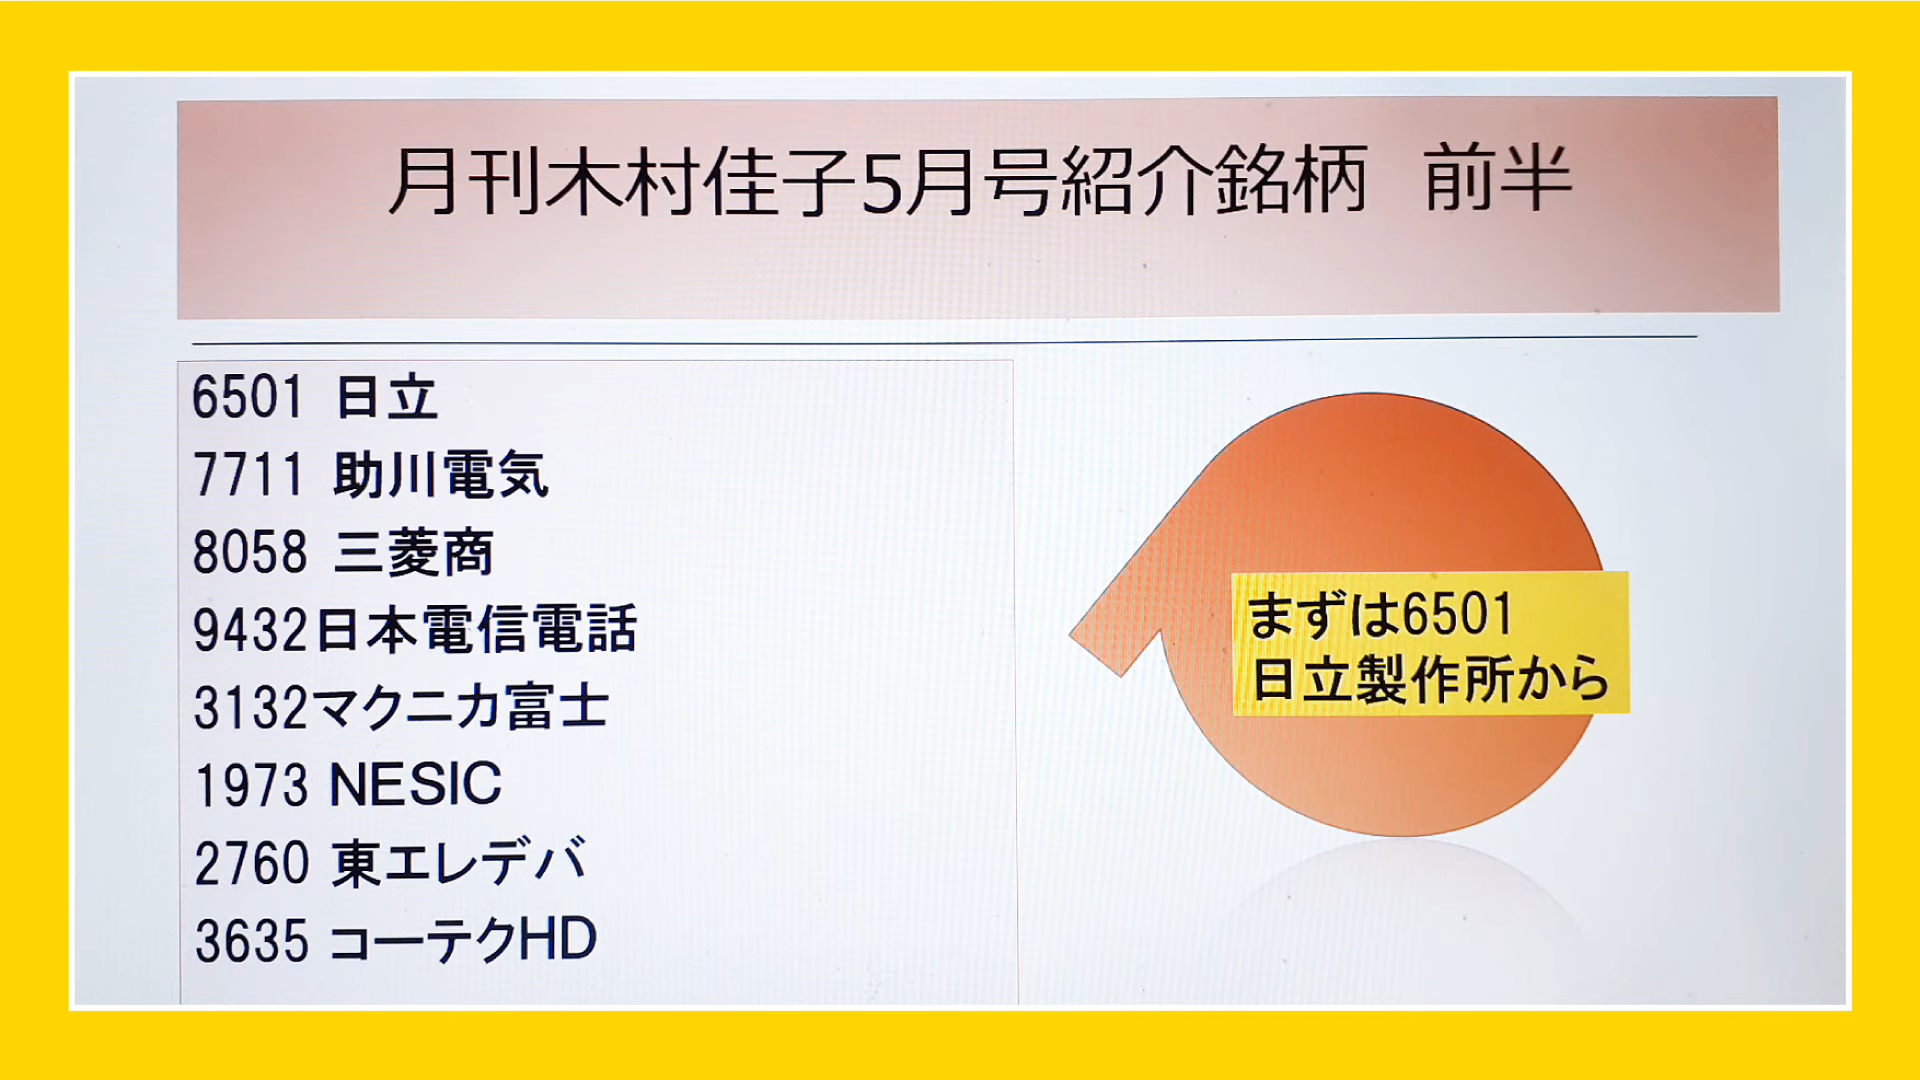 月刊木村佳子5月号紹介銘柄　前半
6501 日立
7711 助川電気
8058 三菱商
9432日本電信電話
3132マクニカ富士
1973 NESIC
2760 東エレデバ
3635 コーテクHD
まずは6501
日立製作所から